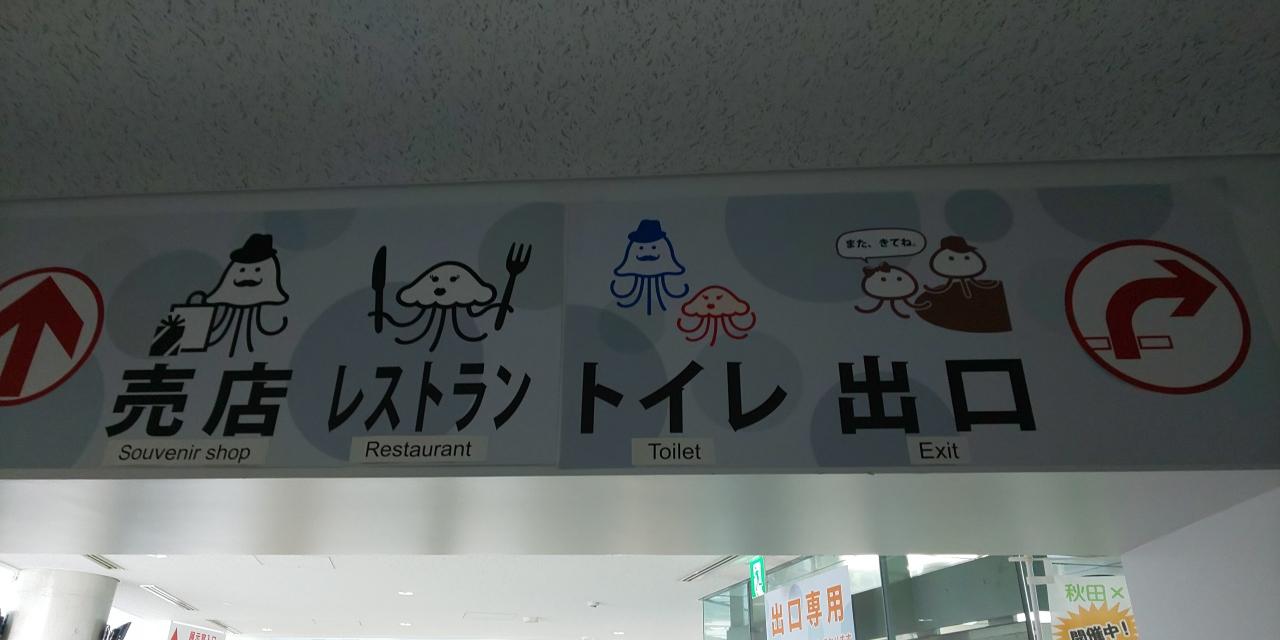 また、きてね。
売店
レストラン
トイレ
出口
Souvenir shop
Restaurant
Toilet
Exit
出口専用
秋田×
開催中!